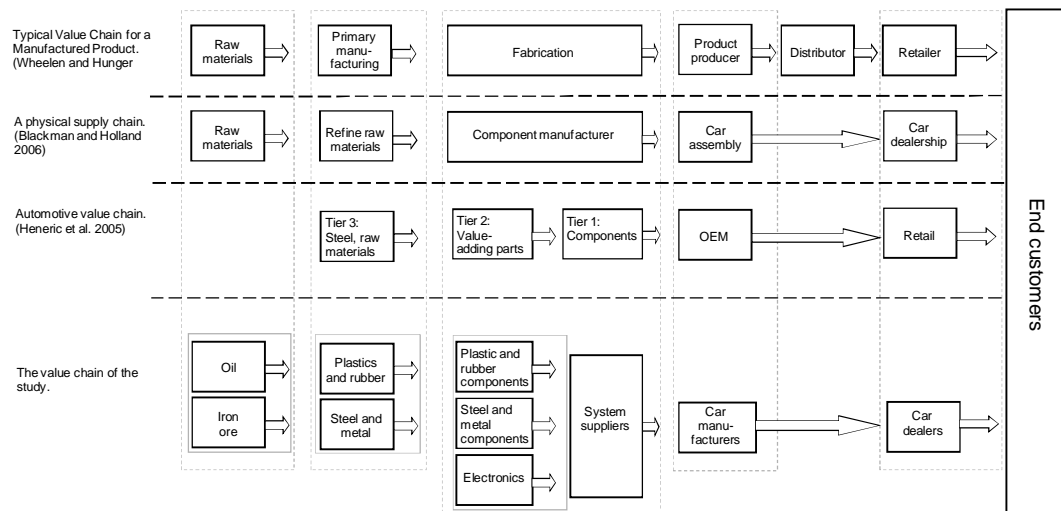 Typical Value Chain for a
Manufactured Product.
(Wheelen and Hunger
Raw
materials
Primary
manu-
facturing
Fabrication
Product
producer
Distributor
Retailer
A physical supply chain.
(Blackman and Holland
2006)
Raw
materials
Refine raw
materials
Component manufacturer
Car
assembly
Car
dealership
Automotive value chain.
(Heneric et al. 2005)
Tier 3:
Steel, raw
materials
Tier 2:
Value-
adding parts
Tier 1:
Components
OEM
Retail
The value chain of the
study.
Oil
Iron
ore
Plastics
and rubber
Steel and
metal
Plastic and
rubber
components
Steel and
metal
components
Electronics
System
suppliers
Car
manu-
facturers
Car
dealers
End customers